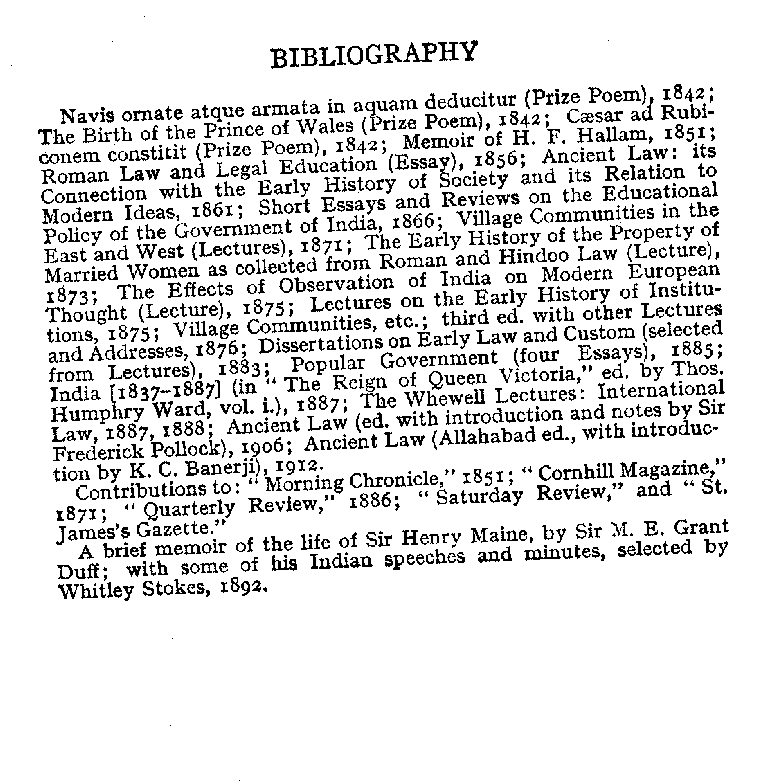 BIBLIOGRAPHY
Navis ornate atque armata in aquam deducitur (Prize Poem), 1842;
The Birth of the Prince of Wales (Prize Poem), 1842; Cæsar ad Rubi-
conem constitit (Prize Poem), 1842; Memoir of H. F. Hallam, 1851;
Roman Law and Legal Education (Essay), 1856; Ancient Law: its
Connection with the Early History of Society and its Relation to
Modern Ideas, 1861; Short Essays and Reviews on the Educational
Policy of the Government of India, 1866; Village Communities in the
East and West (Lectures), 1871; The Early History of the Property of
Married Women as collected from Roman and Hindoo Law (Lecture),
1873; The Effects of Observation of India on Modern European
Thought (Lecture), 1875; Lectures on the Early History of Institu-
tions, 1875; Village Communities, etc.; third ed. with other Lectures
and Addresses, 1876; Dissertations on Early Law and Custom (selected
from Lectures), 1883; Popular Government (four Essays), 1885;
India [1837-1887] (in "The Reign of Queen Victoria," ed. by Thos.
Humphry Ward, vol. i.), 1887; The Whewell Lectures: International
Law, 1887, 1888; Ancient Law (ed. with introduction and notes by Sir
Frederick Pollock), 1906; Ancient Law (Allahabad ed., with introduc-
tion by K. C. Banerji), 1912.
Contributions to: "Morning Chronicle," 1851; "Cornhill Magazine,"
1871; "Quarterly Review," 1886; "Saturday Review," and "St.
James's Gazette."
A brief memoir of the life of Sir Henry Maine, by Sir M. E. Grant
Duff; with some of his Indian speeches and minutes, selected by
Whitley Stokes, 1892.